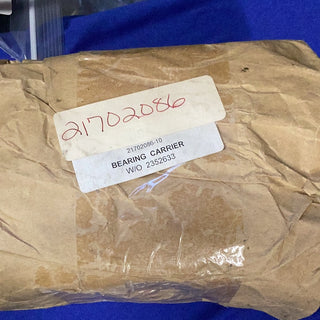 21702086
21702086-10
BEARING CARRIER
W/O 2352633